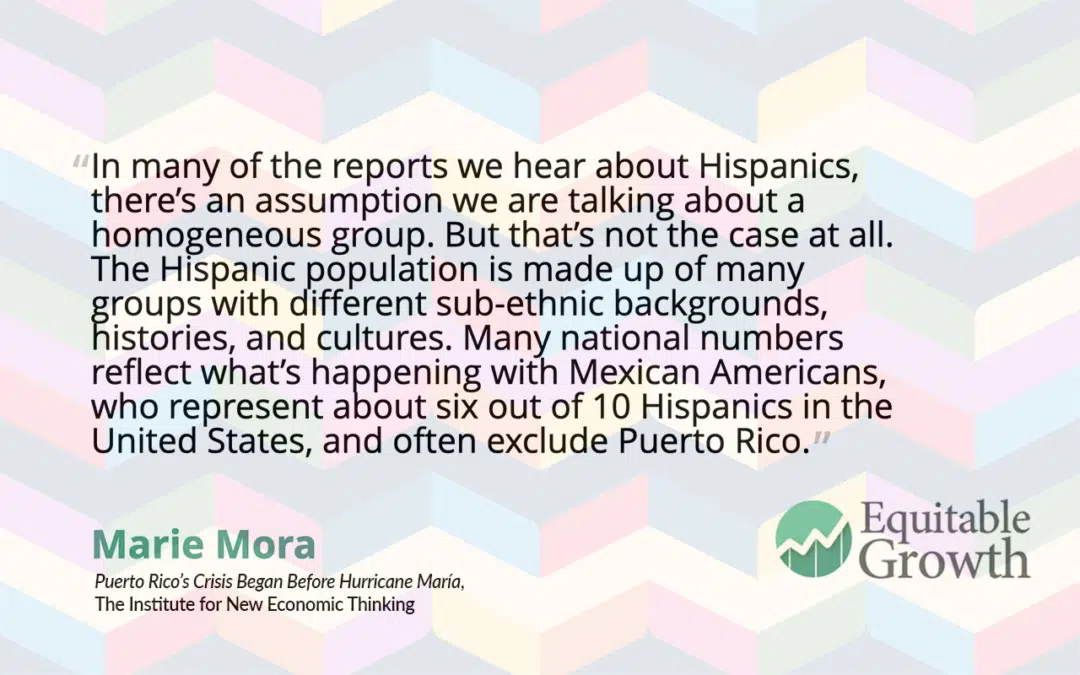 “In many of the reports we hear about Hispanics,
there’s an assumption we are talking about a
homogeneous group. But that’s not the case at all.
The Hispanic population is made up of many
groups with different sub-ethnic backgrounds,
histories, and cultures. Many national numbers
reflect what’s happening with Mexican Americans,
who represent about six out of 10 Hispanics in the
United States, and often exclude Puerto Rico.”
Marie Mora
Puerto Rico’s Crisis Began Before Hurricane María,
The Institute for New Economic Thinking
Equitable
Growth